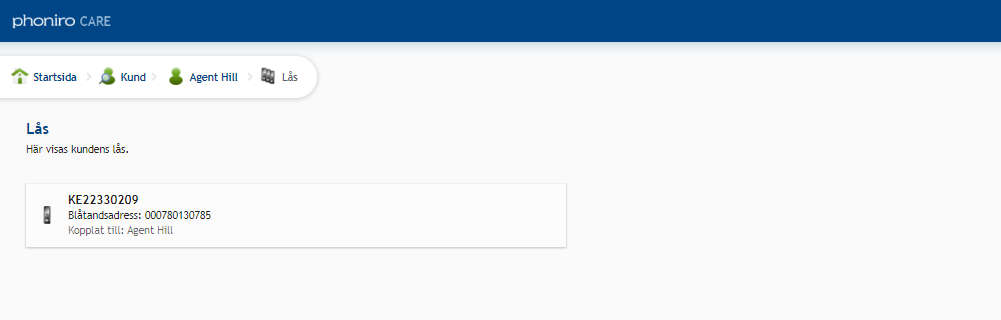 phoniro CARE
Startsida Kund Agent Hill Lås
Lås
Här visas kundens lås.
KE22330209
Blåtandsadress: 000780130785
Kopplat till: Agent Hill